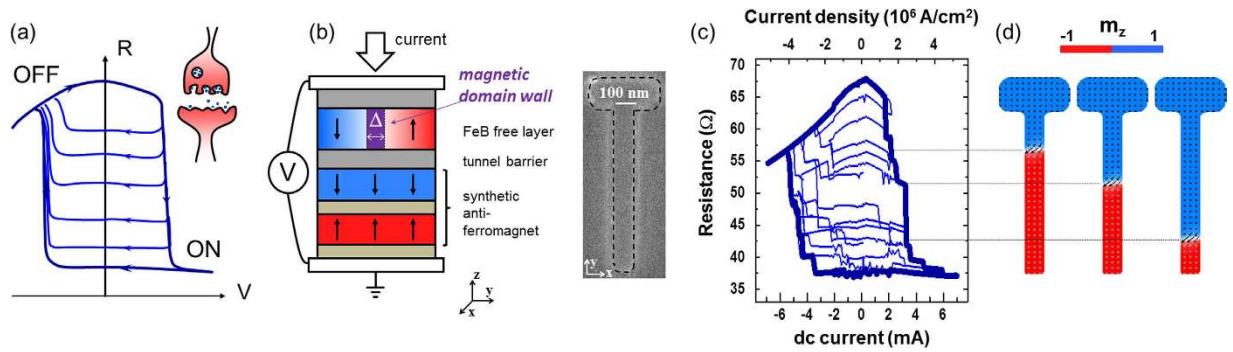 (a)
R
OFF
ON
V
(b)
current
magnetic
domain wall
Δ
FeB free layer
tunnel barrier
V
synthetic
anti-
ferromagnet
z
y
x
100 nm
y
x
(c)
Current density (10⁶ A/cm²)
-4 -2 0 2 4
Resistance (Ω)
70
65
60
55
50
45
40
35
-6 -4 -2 0 2 4 6
dc current (mA)
(d)
mz
-1 1